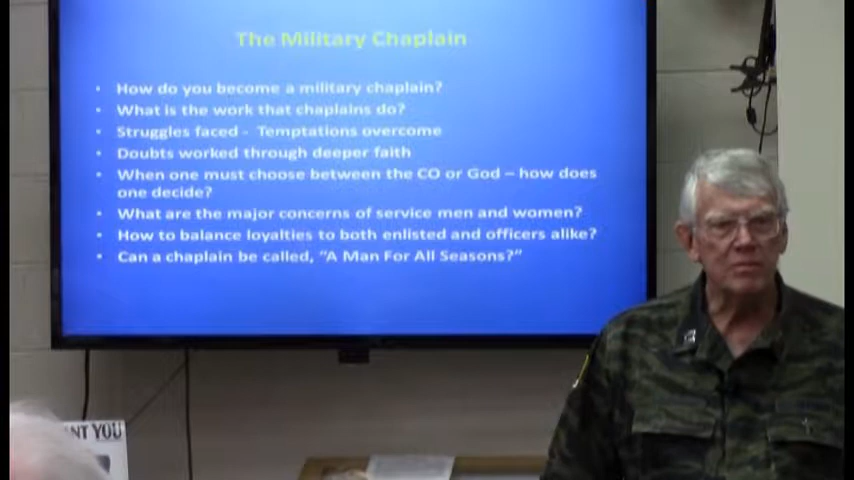 The Military Chaplain
• How do you become a military chaplain?
• What is the work that chaplains do?
• Struggles faced - Temptations overcome
• Doubts worked through deeper faith
• When one must choose between the CO or God – how does
one decide?
• What are the major concerns of service men and women?
• How to balance loyalties to both enlisted and officers alike?
• Can a chaplain be called, “A Man For All Seasons?”
ANT YOU